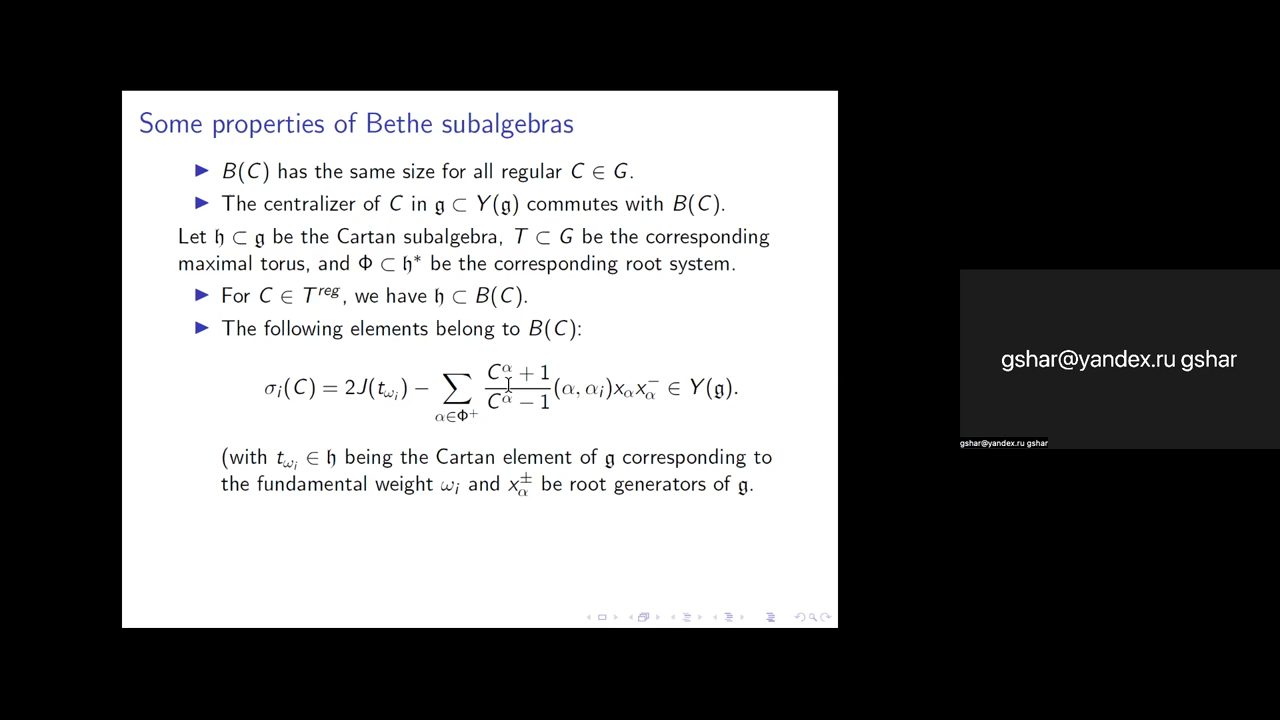 Some properties of Bethe subalgebras
▶ B(C) has the same size for all regular C ∈ G.
▶ The centralizer of C in 𝔤 ⊂ Y(𝔤) commutes with B(C).
Let 𝔥 ⊂ 𝔤 be the Cartan subalgebra, T ⊂ G be the corresponding
maximal torus, and Φ ⊂ 𝔥* be the corresponding root system.
▶ For C ∈ T^{reg}, we have 𝔥 ⊂ B(C).
▶ The following elements belong to B(C):
σ_i(C) = 2J(t_{ω_i}) − ∑_{α∈Φ^+} \frac{C^α + 1}{C^α − 1}(α, α_i)x_α x_α^− ∈ Y(𝔤).
(with t_{ω_i} ∈ 𝔥 being the Cartan element of 𝔤 corresponding to
the fundamental weight ω_i and x_α^± be root generators of 𝔤.
gshar@yandex.ru gshar
gshar@yandex.ru gshar